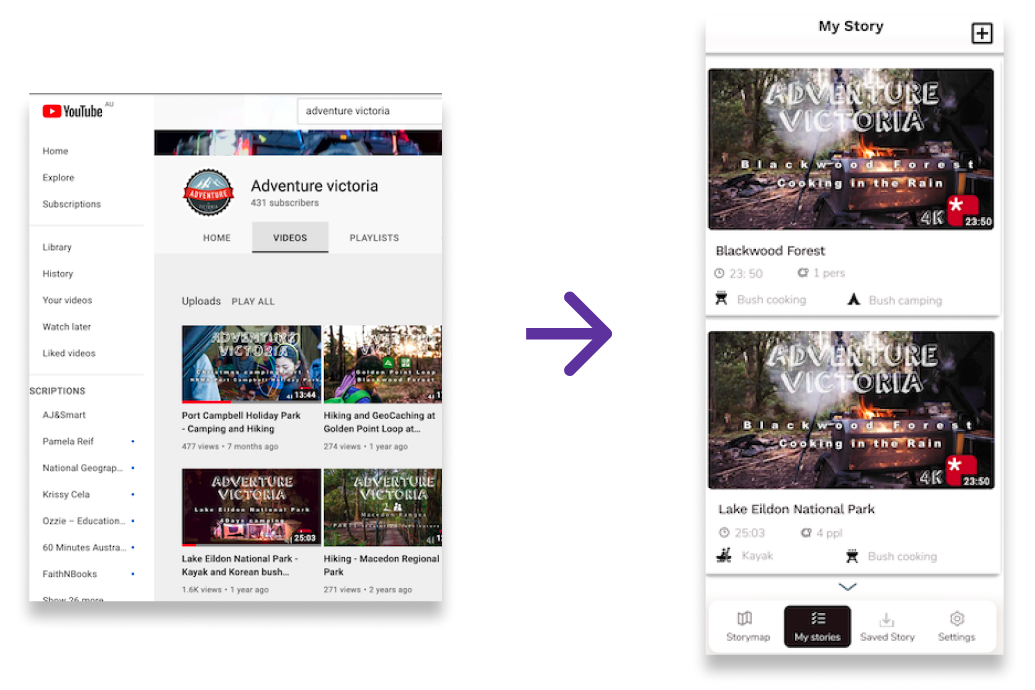 YouTube AU
adventure victoria
Home
Explore
Subscriptions
Library
History
Your videos
Watch later
Liked videos
SCRIPTIONS
AJ&Smart
Pamela Reif
National Geograp...
Krissy Cela
Ozzie – Education...
60 Minutes Austra...
FaithNBooks
Show 26 more
ADVENTURE
VICTORIA
Adventure victoria
431 subscribers
HOME VIDEOS PLAYLISTS
Uploads PLAY ALL
ADVENTURE
VICTORIA
13:44
Port Campbell Holiday Park
- Camping and Hiking
477 views • 7 months ago
Golden Point Loop
Blackwood Forest
Hiking and GeoCaching at
Golden Point Loop at...
274 views • 1 year ago
ADVENTURE
VICTORIA
Lake Eildon National Park
4Days camping
25:03
Lake Eildon National Park -
Kayak and Korean bush...
1.6K views • 1 year ago
ADVENTURE
VICTORIA
Macedon Ranges
Hiking - Macedon Regional
Park
271 views • 2 years ago
My Story
ADVENTURE
VICTORIA
Blackwood Forest
Cooking in the Rain
4K
23:50
Blackwood Forest
23: 50 1 pers
Bush cooking Bush camping
ADVENTURE
VICTORIA
Blackwood Forest
Cooking in the Rain
4K
23:50
Lake Eildon National Park
25:03 4 ppl
Kayak Bush cooking
Storymap My stories Saved Story Settings